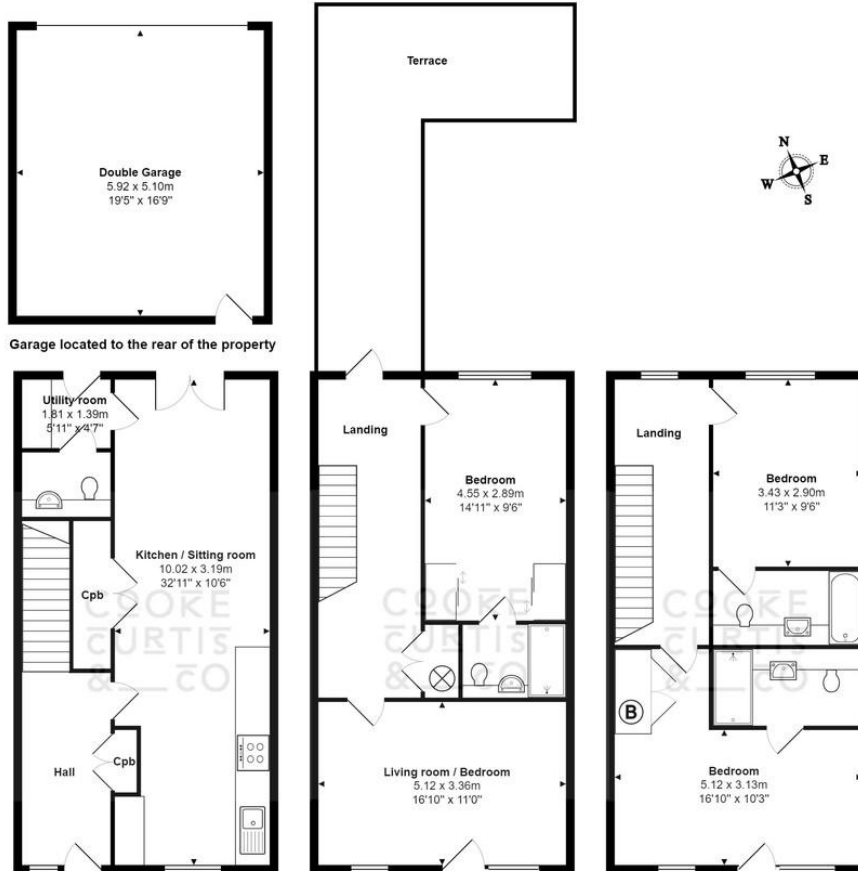 Terrace
N
E
W
S
Double Garage
5.92 x 5.10m
19'5" x 16'9"
Garage located to the rear of the property
Utility room
1.81 x 1.39m
5'11" x 4'7"
Landing
Landing
Bedroom
4.55 x 2.89m
14'11" x 9'6"
Bedroom
3.43 x 2.90m
11'3" x 9'6"
Kitchen / Sitting room
10.02 x 3.19m
32'11" x 10'6"
Cpb
COOKE
CURTIS
& CO
COOKE
CURTIS
& CO
COOKE
CURTIS
& CO
B
Hall
Cpb
Living room / Bedroom
5.12 x 3.36m
16'10" x 11'0"
Bedroom
5.12 x 3.13m
16'10" x 10'3"